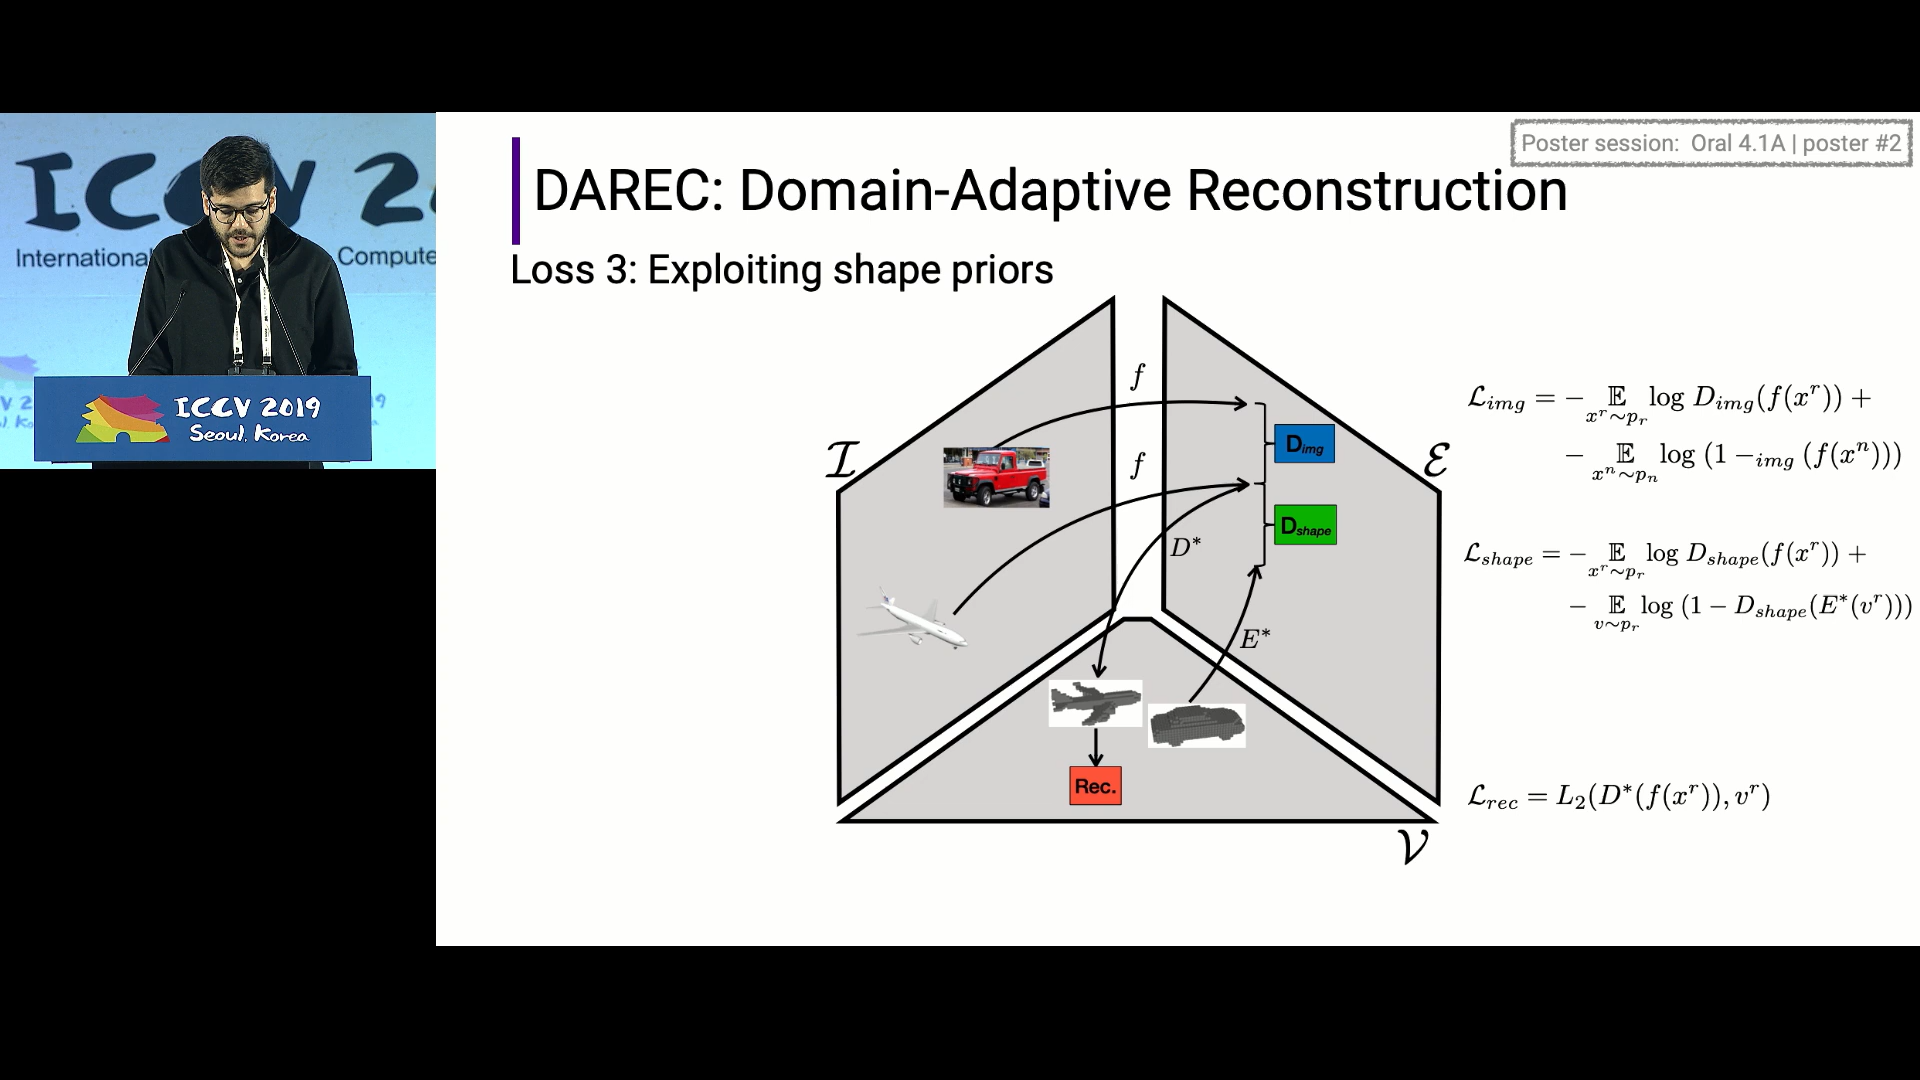 ICCV 2
International Compute
V 2 19
ICCV 2019
Seoul, Korea
Poster session: Oral 4.1A | poster #2
DAREC: Domain-Adaptive Reconstruction
Loss 3: Exploiting shape priors
f
f
ℐ
ℰ
D_img
D_shape
D*
E*
Rec.
𝒱
ℒ_img = − 𝔼_{x^r∼p_r} log D_img(f(x^r)) +
− 𝔼_{x^n∼p_n} log (1 −_img (f(x^n)))
ℒ_shape = − 𝔼_{x^r∼p_r} log D_shape(f(x^r)) +
− 𝔼_{v∼p_r} log (1 − D_shape(E*(v^r)))
ℒ_rec = L_2(D*(f(x^r)), v^r)